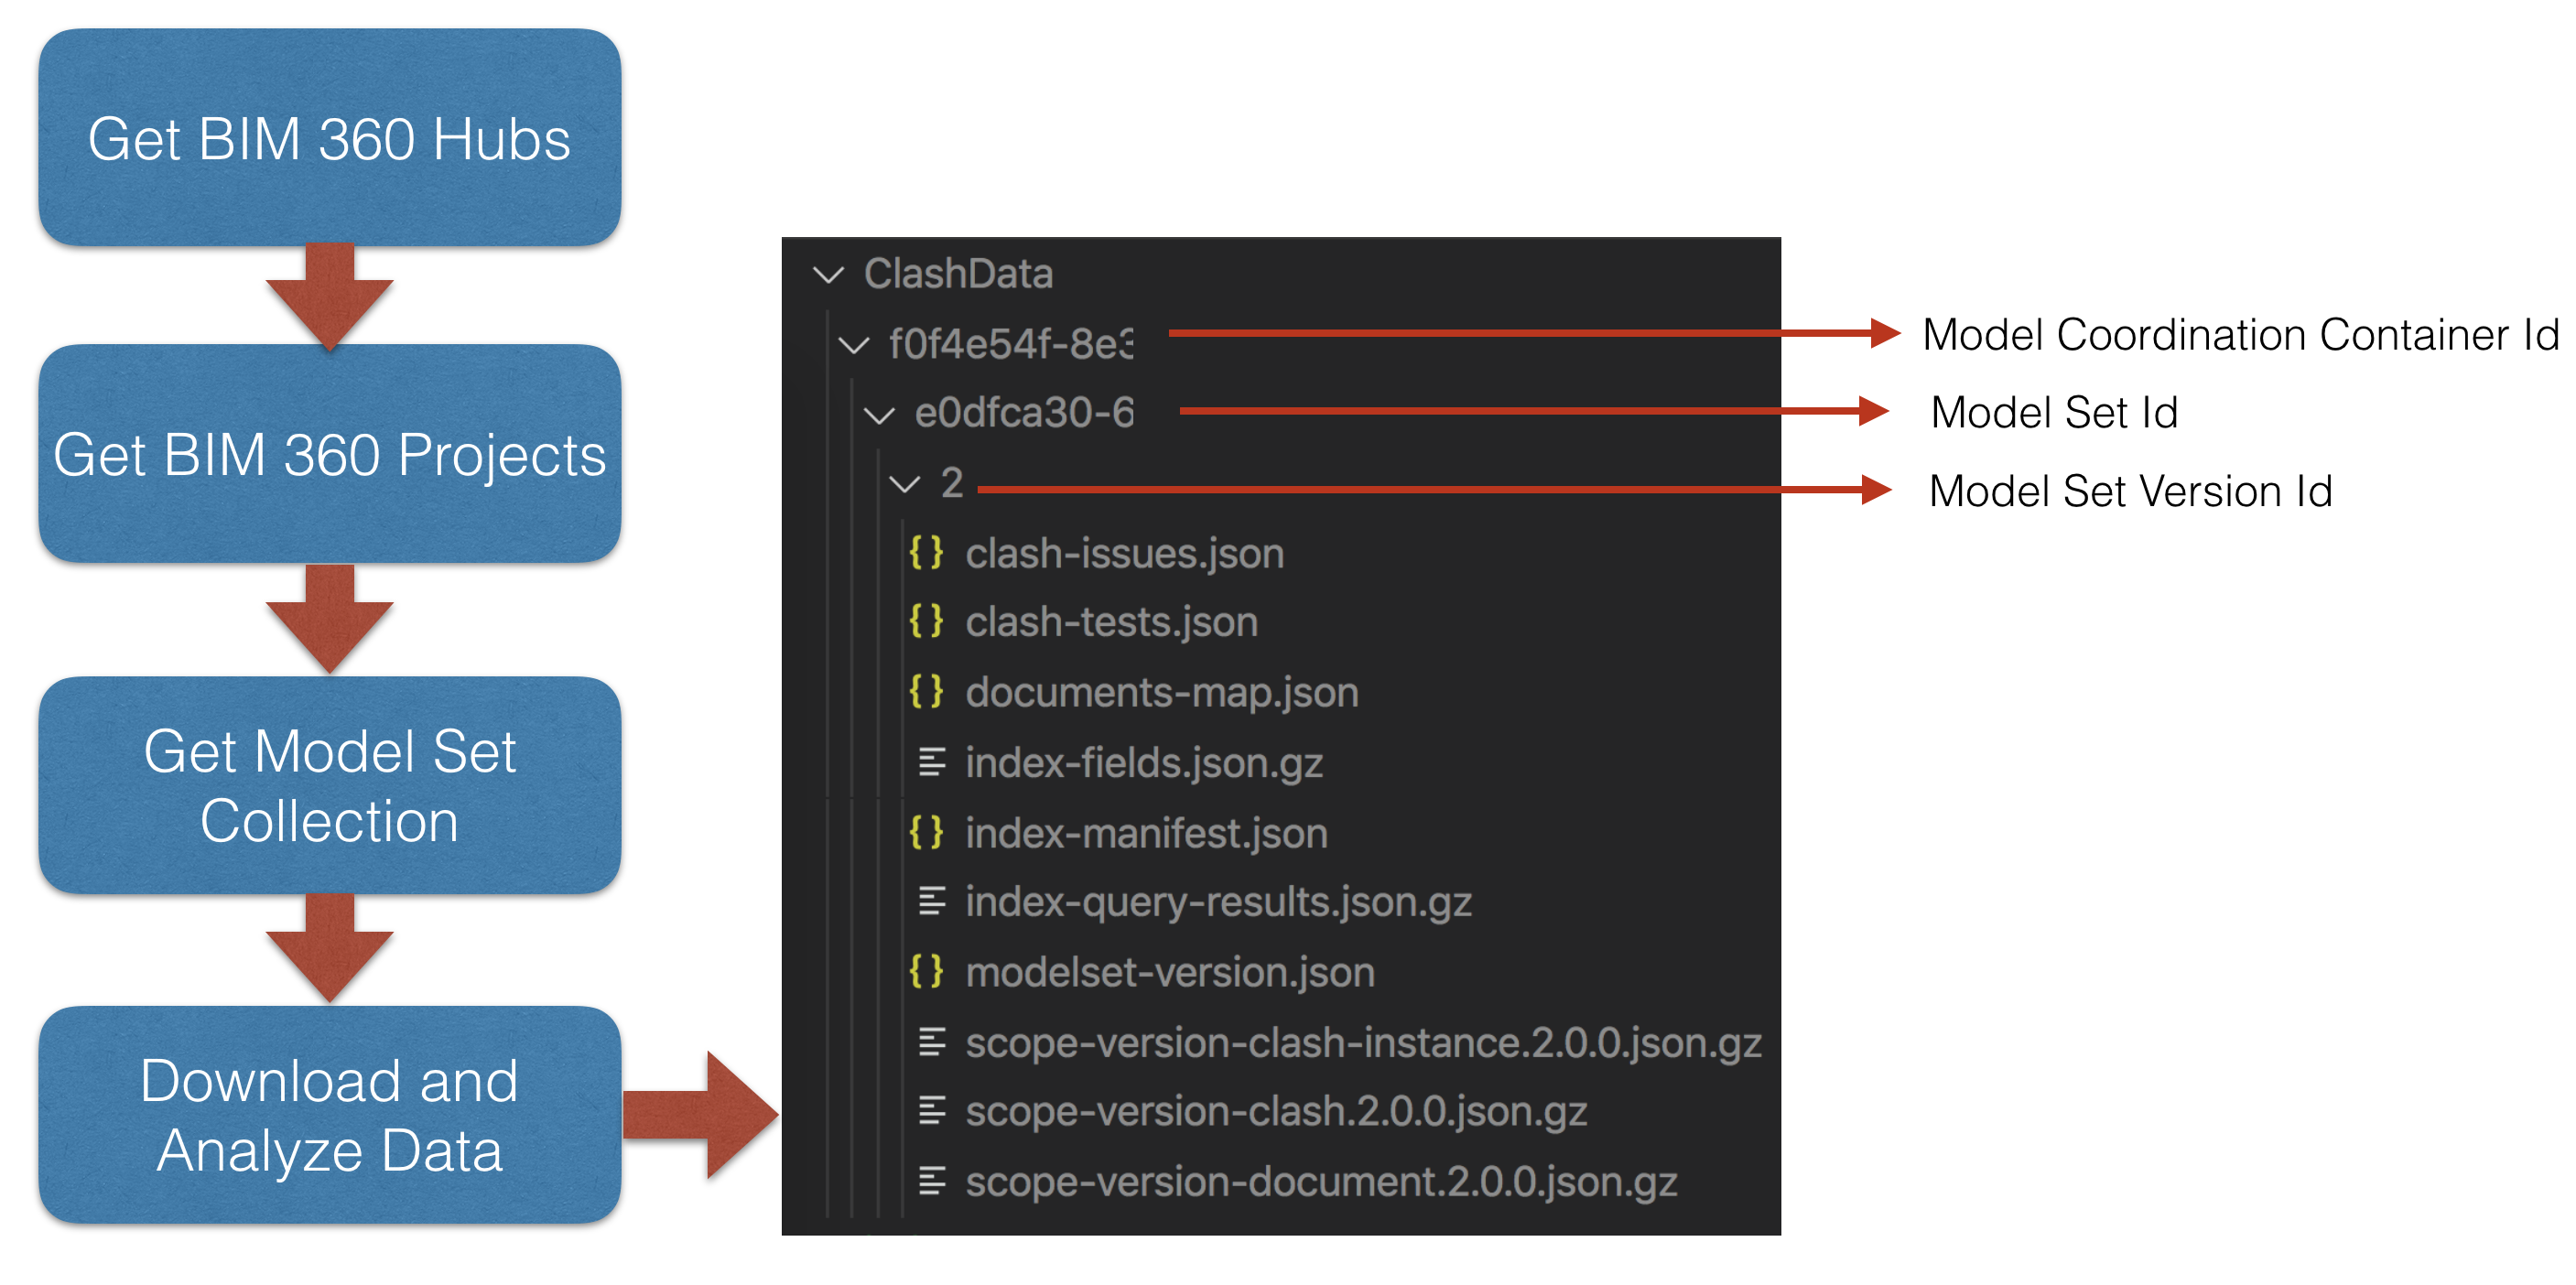 Get BIM 360 Hubs
Get BIM 360 Projects
Get Model Set
Collection
Download and
Analyze Data
ClashData
f0f4e54f-8e3
e0dfca30-6
2
clash-issues.json
clash-tests.json
documents-map.json
index-fields.json.gz
index-manifest.json
index-query-results.json.gz
modelset-version.json
scope-version-clash-instance.2.0.0.json.gz
scope-version-clash.2.0.0.json.gz
scope-version-document.2.0.0.json.gz
Model Coordination Container Id
Model Set Id
Model Set Version Id